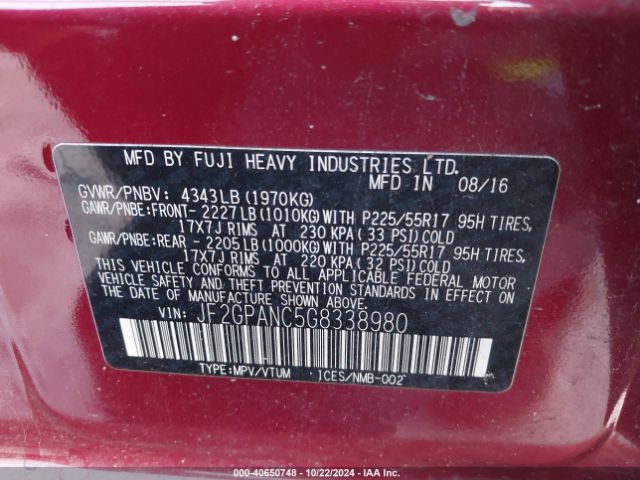 MFD BY FUJI HEAVY INDUSTRIES LTD.
MFD IN 08/16
GVWR/PNBV: 4343LB (1970KG)
GAWR/PNBE:FRONT- 2227LB(1010KG)WITH P225/55R17 95H TIRES,
17X7J RIMS AT 230 KPA( 33 PSI)COLD
GAWR/PNBE:REAR - 2205LB(1000KG)WITH P225/55R17 95H TIRES,
17X7J RIMS AT 220 KPA( 32 PSI)COLD
THIS VEHICLE CONFORMS TO ALL APPLICABLE FEDERAL MOTOR
VEHICLE SAFETY AND THEFT PREVENTION STANDARDS IN
EFFECT ON THE DATE OF MANUFACTURE SHOWN ABOVE.
VIN: JF2GPANC5G8338980
TYPE:MPV/VTUM ICES/NMB-002
000-40650748 - 10/22/2024 - IAA Inc.